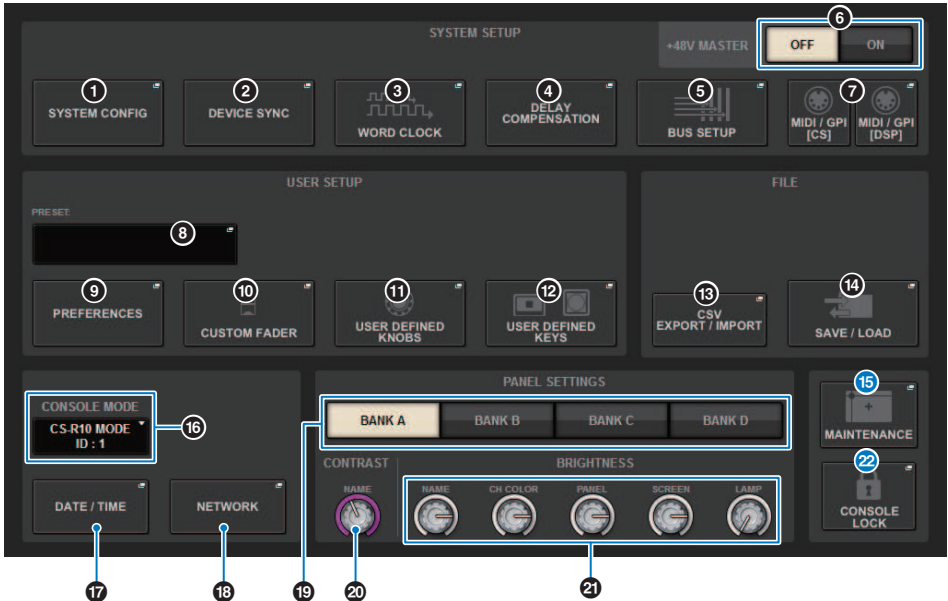 SYSTEM SETUP
+48V MASTER
OFF
ON
6
1
SYSTEM CONFIG
2
DEVICE SYNC
3
WORD CLOCK
4
DELAY
COMPENSATION
5
BUS SETUP
7
MIDI / GPI
[CS]
MIDI / GPI
[DSP]
USER SETUP
PRESET:
8
9
PREFERENCES
10
CUSTOM FADER
11
USER DEFINED
KNOBS
12
USER DEFINED
KEYS
FILE
13
CSV
EXPORT / IMPORT
14
SAVE / LOAD
CONSOLE MODE
CS-R10 MODE
ID : 1
16
DATE / TIME
NETWORK
17
18
PANEL SETTINGS
BANK A
BANK B
BANK C
BANK D
CONTRAST
NAME
BRIGHTNESS
NAME
CH COLOR
PANEL
SCREEN
LAMP
19
20
21
15
MAINTENANCE
22
CONSOLE
LOCK